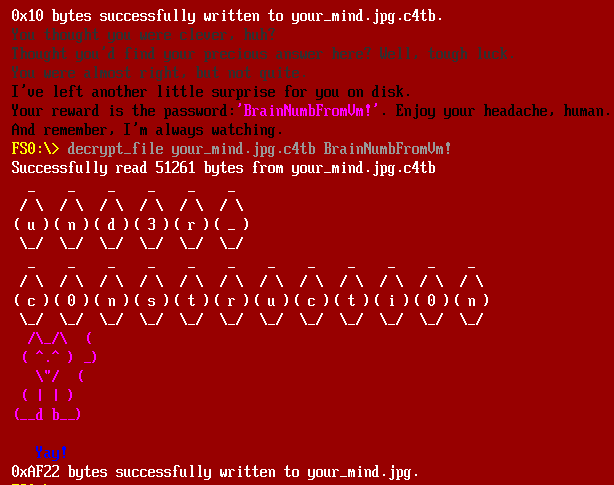 0x10 bytes successfully written to your_mind.jpg.c4tb.
You thought you were clever, huh?
Thought you'd find your precious answer here? Well, tough luck.
You were almost right, but not quite
I've left another little surprise for you on disk.
Your reward is the password:'BrainNumbFromVm!'. Enjoy your headache, human.
And remember, I'm always watching.
FS0:\> decrypt_file your_mind.jpg.c4tb BrainNumbFromVm!
Successfully read 51261 bytes from your_mind.jpg.c4tb
  _   _   _   _   _   _
 / \ / \ / \ / \ / \ / \
( u )( n )( d )( 3 )( r )( _ )
 \_/ \_/ \_/ \_/ \_/ \_/
  _   _   _   _   _   _   _   _   _   _   _   _
 / \ / \ / \ / \ / \ / \ / \ / \ / \ / \ / \ / \
( c )( 0 )( n )( s )( t )( r )( u )( c )( t )( i )( 0 )( n )
 \_/ \_/ \_/ \_/ \_/ \_/ \_/ \_/ \_/ \_/ \_/ \_/
  /\_/\  (
 ( ^.^ ) _)
   \"/  (
 ( | | )
(__d b__)
Yay!
0xAF22 bytes successfully written to your_mind.jpg.